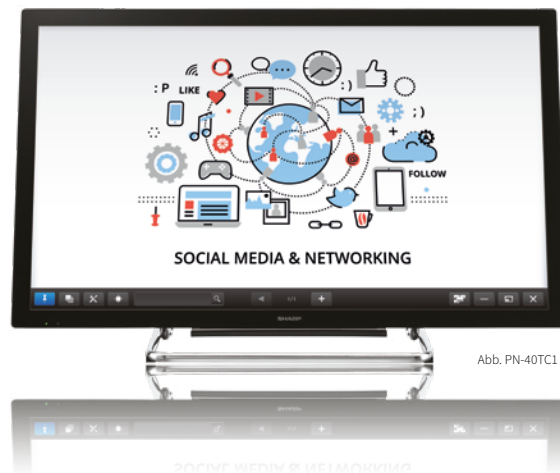 : P LIKE
: )
; )
@
FOLLOW
SOCIAL MEDIA & NETWORKING
1/1
SHARP
Abb. PN-40TC1